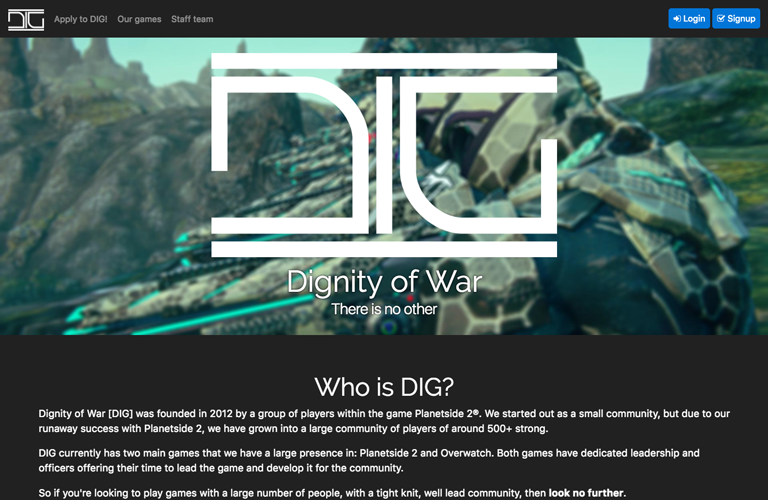 DIG Apply to DIG! Our games Staff team Login Signup
DIG
Dignity of War
There is no other
Who is DIG?
Dignity of War [DIG] was founded in 2012 by a group of players within the game Planetside 2®. We started out as a small community, but due to our
runaway success with Planetside 2, we have grown into a large community of players of around 500+ strong.
DIG currently has two main games that we have a large presence in: Planetside 2 and Overwatch. Both games have dedicated leadership and
officers offering their time to lead the game and develop it for the community.
So if you're looking to play games with a large number of people, with a tight knit, well lead community, then look no further.